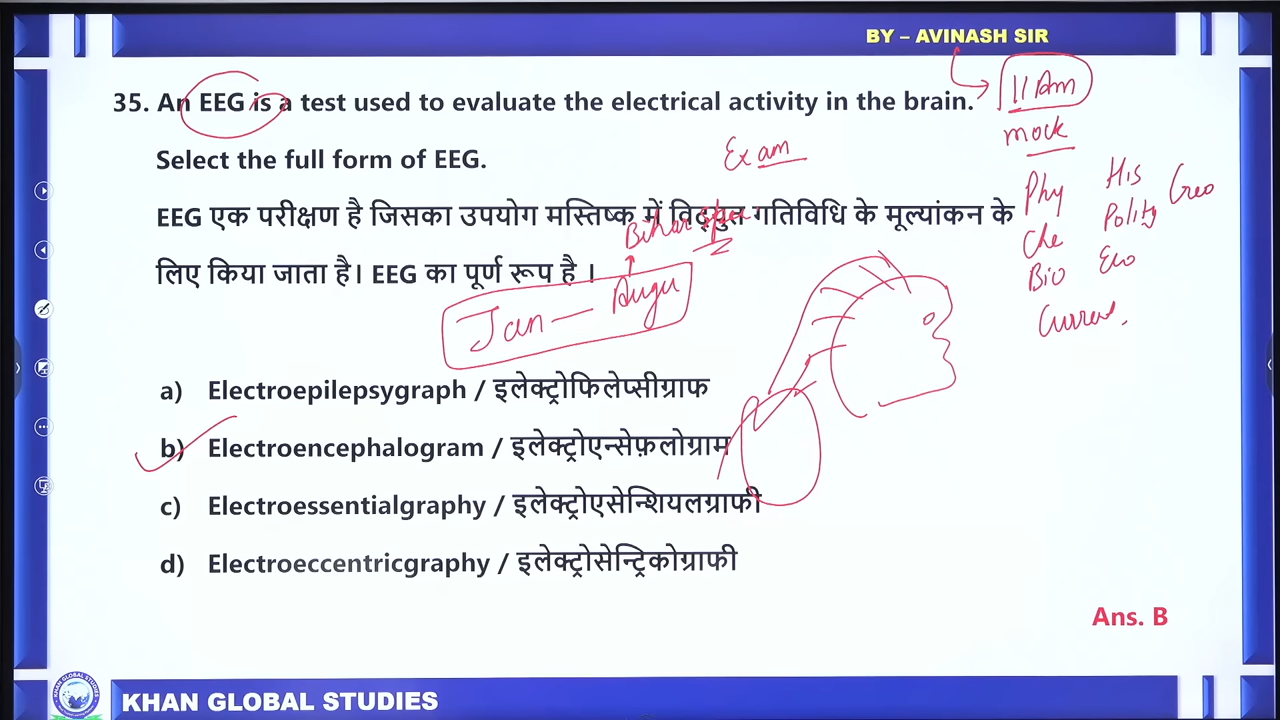 BY – AVINASH SIR
35. An EEG is a test used to evaluate the electrical activity in the brain.
11 Am
mock
Select the full form of EEG.
Exam
Phy His Geo
EEG एक परीक्षण है जिसका उपयोग मस्तिष्क में विद्युत गतिविधि के मूल्यांकन के
Che Polity
Bihar
लिए किया जाता है। EEG का पूर्ण रूप है ।
Bio Eco
Jan — Augu
Current
a) Electroepilepsygraph / इलेक्ट्रोफिलेप्सीग्राफ
b) Electroencephalogram / इलेक्ट्रोएन्सेफ़लोग्राम
c) Electroessentialgraphy / इलेक्ट्रोएसेन्शियलग्राफी
d) Electroeccentricgraphy / इलेक्ट्रोसेन्ट्रिकोग्राफी
Ans. B
KHAN GLOBAL STUDIES